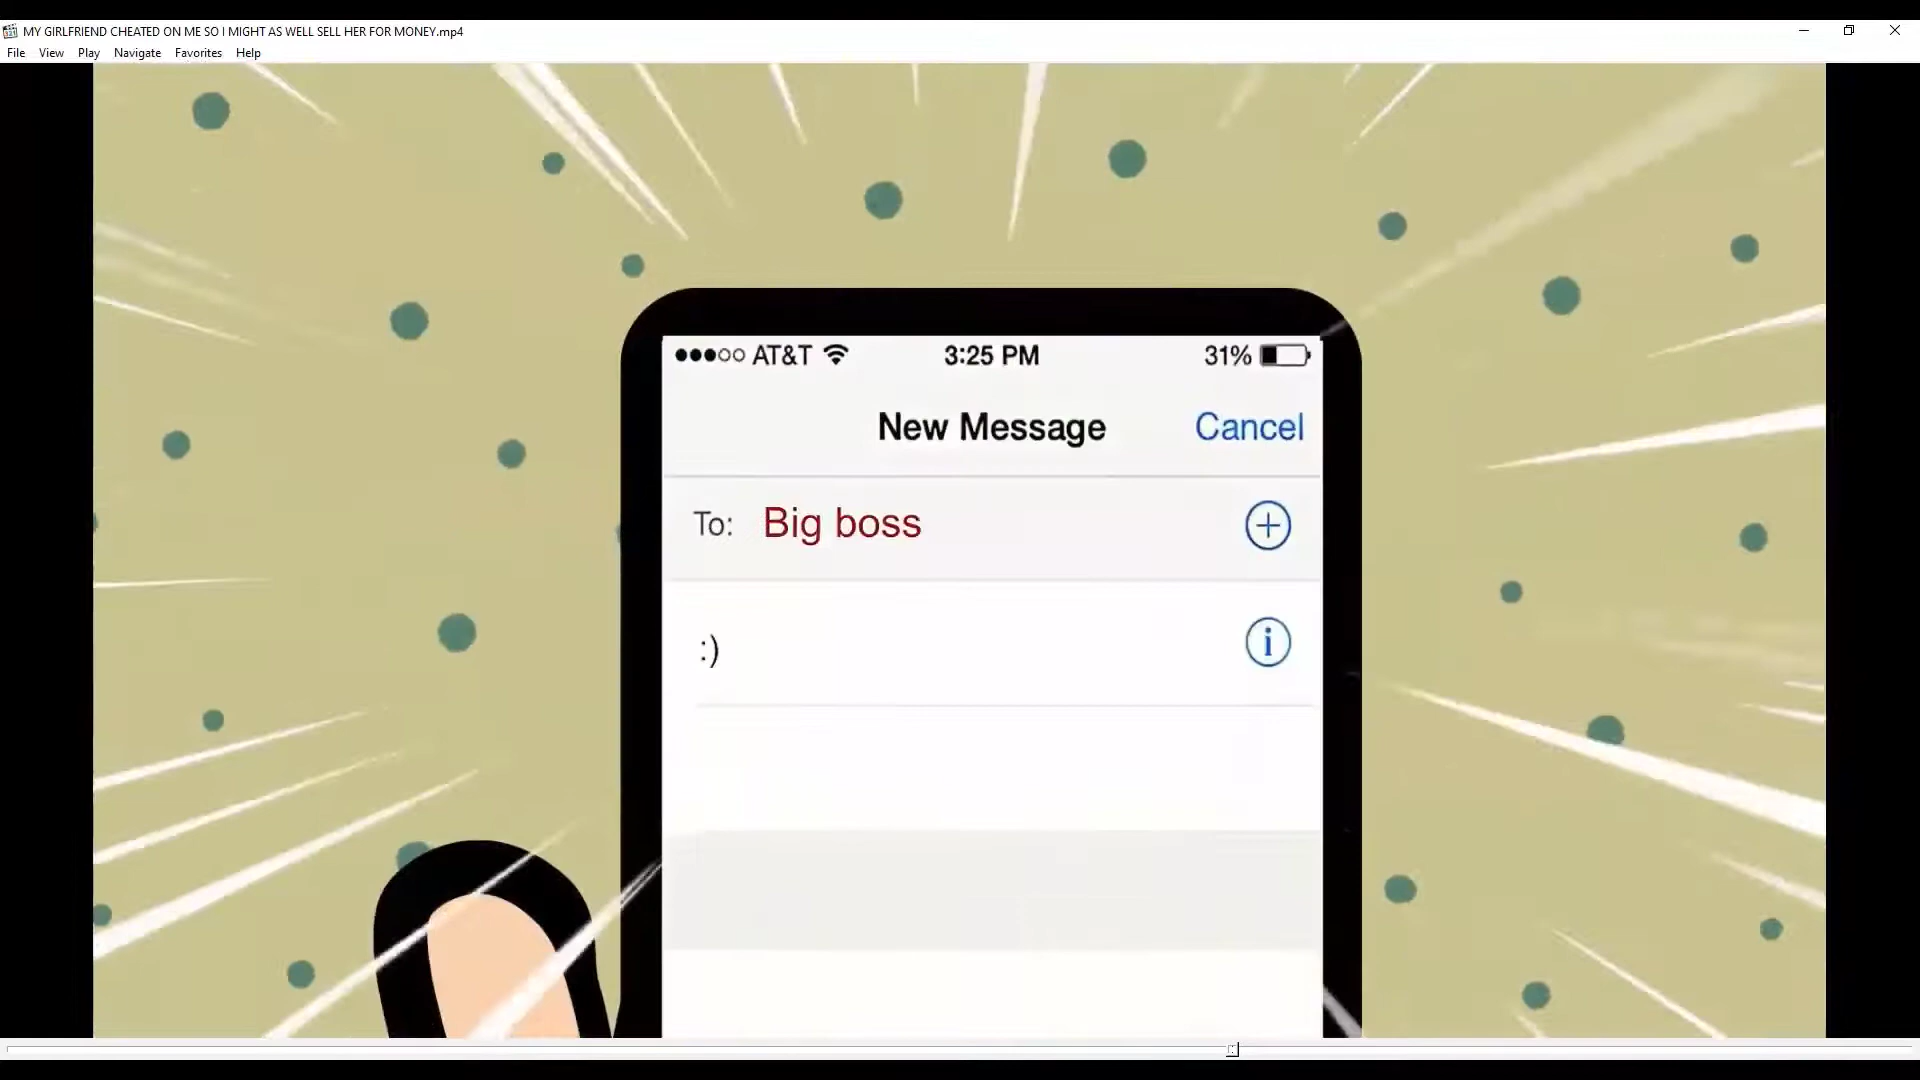 MY GIRLFRIEND CHEATED ON ME SO I MIGHT AS WELL SELL HER FOR MONEY.mp4
File View Play Navigate Favorites Help
AT&T 3:25 PM 31%
New Message Cancel
To: Big boss
:)